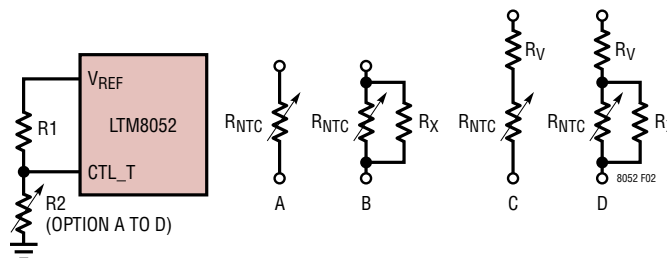 VREF
LTM8052
R1
CTL_T
R2
(OPTION A TO D)
RNTC
A
RNTC
RX
B
RV
RNTC
C
RV
RNTC
8052 F02
D